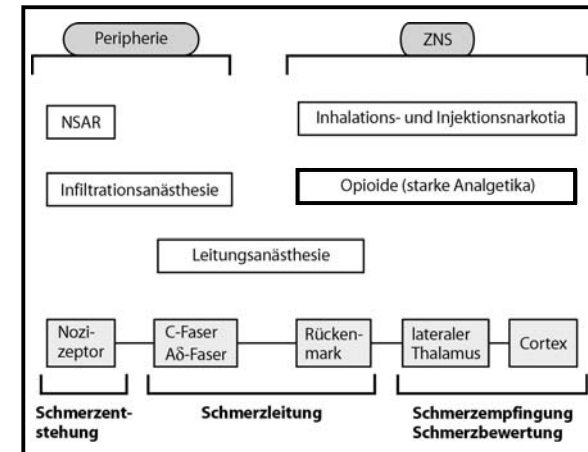 Peripherie
ZNS
NSAR
Inhalations- und Injektionsnarkotia
Infiltrationsanästhesie
Opioide (starke Analgetika)
Leitungsanästhesie
Nozi-
zeptor
C-Faser
Aδ-Faser
Rücken-
mark
lateraler
Thalamus
Cortex
Schmerzent-
stehung
Schmerzleitung
Schmerzempfingung
Schmerzbewertung